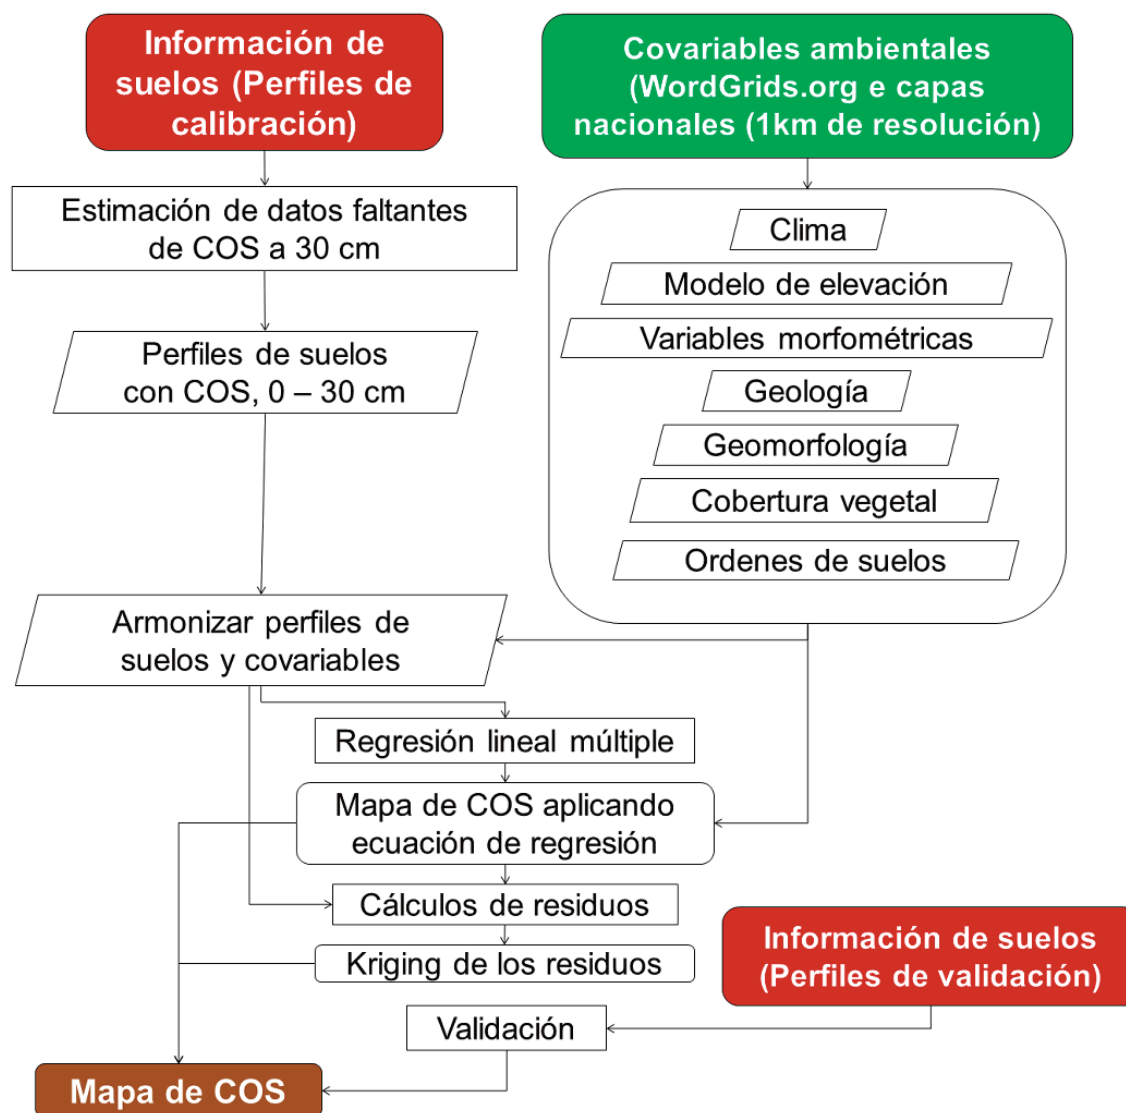 Información de
suelos (Perfiles de
calibración)
Covariables ambientales
(WordGrids.org e capas
nacionales (1km de resolución)
Estimación de datos faltantes
de COS a 30 cm
Perfiles de suelos
con COS, 0 – 30 cm
Clima
Modelo de elevación
Variables morfométricas
Geología
Geomorfología
Cobertura vegetal
Ordenes de suelos
Armonizar perfiles de
suelos y covariables
Regresión lineal múltiple
Mapa de COS aplicando
ecuación de regresión
Cálculos de residuos
Kriging de los residuos
Información de suelos
(Perfiles de validación)
Validación
Mapa de COS